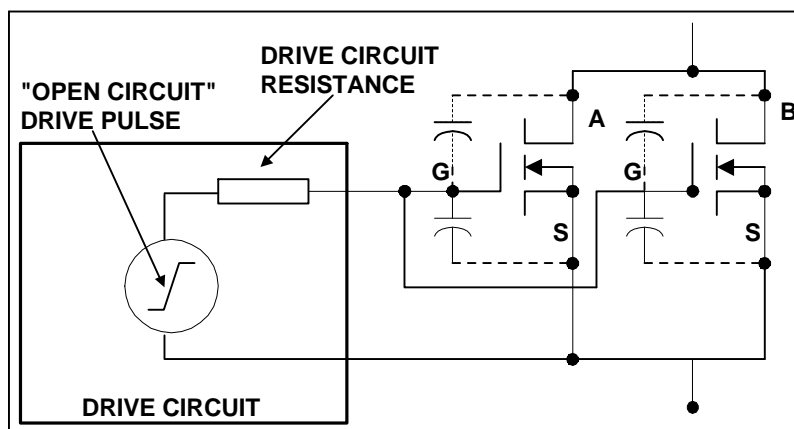 DRIVE CIRCUIT
RESISTANCE
"OPEN CIRCUIT"
DRIVE PULSE
A
B
G
G
S
S
DRIVE CIRCUIT